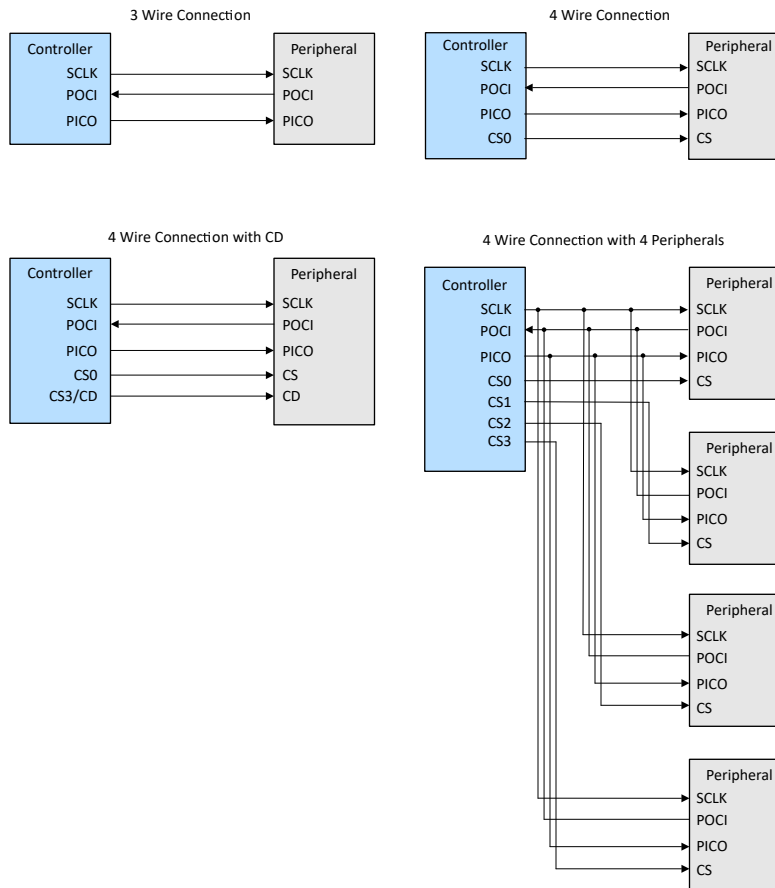 3 Wire Connection
Controller
Peripheral
SCLK
SCLK
POCI
POCI
PICO
PICO
4 Wire Connection
Controller
Peripheral
SCLK
SCLK
POCI
POCI
PICO
PICO
CS0
CS
4 Wire Connection with CD
Controller
Peripheral
SCLK
SCLK
POCI
POCI
PICO
PICO
CS0
CS
CS3/CD
CD
4 Wire Connection with 4 Peripherals
Controller
Peripheral
SCLK
SCLK
POCI
POCI
PICO
PICO
CS0
CS
CS1
CS2
CS3
Peripheral
SCLK
POCI
PICO
CS
Peripheral
SCLK
POCI
PICO
CS
Peripheral
SCLK
POCI
PICO
CS